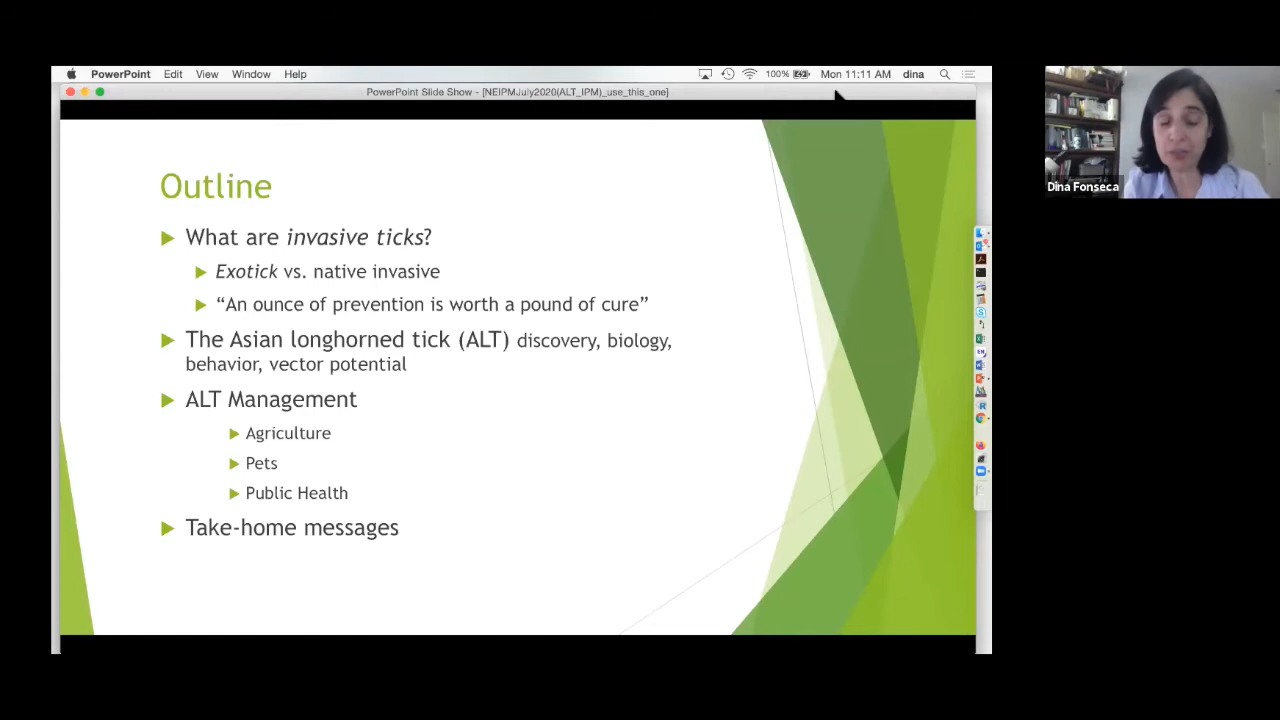 PowerPoint Edit View Window Help 100% Mon 11:11 AM dina
PowerPoint Slide Show - [NEIPMJuly2020(ALT_IPM)_use_this_one]
Outline
What are invasive ticks?
Exotick vs. native invasive
“An ounce of prevention is worth a pound of cure”
The Asian longhorned tick (ALT) discovery, biology,
behavior, vector potential
ALT Management
Agriculture
Pets
Public Health
Take-home messages
Dina Fonseca